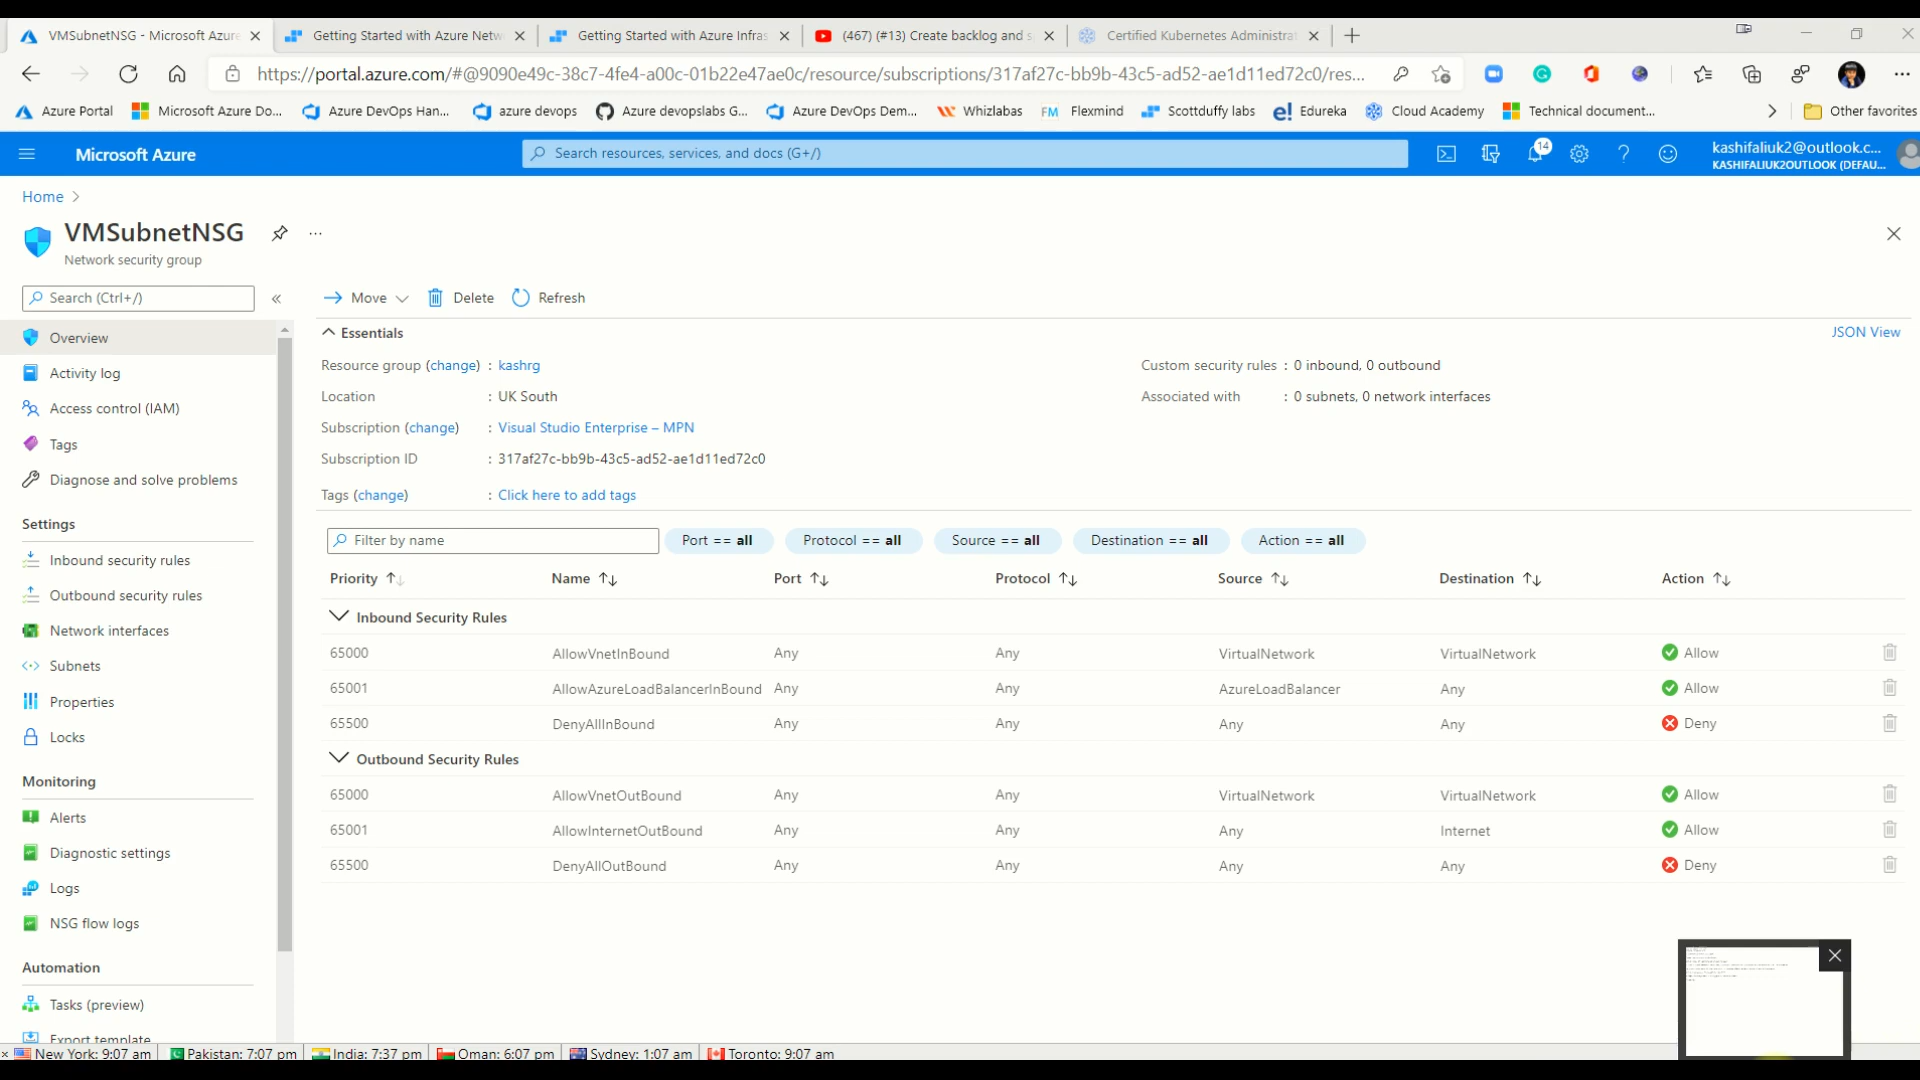 VMSubnetNSG - Microsoft Azure
Getting Started with Azure Netw
Getting Started with Azure Infras
(467) (#13) Create backlog and s
Certified Kubernetes Administrat
https://portal.azure.com/#@9090e49c-38c7-4fe4-a00c-01b22e47ae0c/resource/subscriptions/317af27c-bb9b-43c5-ad52-ae1d11ed72c0/res...
Azure Portal
Microsoft Azure Do...
Azure DevOps Han...
azure devops
Azure devopslabs G...
Azure DevOps Dem...
Whizlabs
FM Flexmind
Scottduffy labs
e! Edureka
Cloud Academy
Technical document...
Other favorites
Microsoft Azure
Search resources, services, and docs (G+/)
14
kashifaliuk2@outlook.c...
KASHIFALIUK2OUTLOOK (DEFAU...
Home >
VMSubnetNSG
...
Network security group
Search (Ctrl+/)
«
Overview
Activity log
Access control (IAM)
Tags
Diagnose and solve problems
Settings
Inbound security rules
Outbound security rules
Network interfaces
Subnets
Properties
Locks
Monitoring
Alerts
Diagnostic settings
Logs
NSG flow logs
Automation
Tasks (preview)
Export template
Move
Delete
Refresh
Essentials
JSON View
Resource group (change) : kashrg
Location : UK South
Subscription (change) : Visual Studio Enterprise – MPN
Subscription ID : 317af27c-bb9b-43c5-ad52-ae1d11ed72c0
Tags (change) : Click here to add tags
Custom security rules : 0 inbound, 0 outbound
Associated with : 0 subnets, 0 network interfaces
Filter by name
Port == all
Protocol == all
Source == all
Destination == all
Action == all
Priority ↑↓ Name ↑↓ Port ↑↓ Protocol ↑↓ Source ↑↓ Destination ↑↓ Action ↑↓
Inbound Security Rules
65000 AllowVnetInBound Any Any VirtualNetwork VirtualNetwork Allow
65001 AllowAzureLoadBalancerInBound Any Any AzureLoadBalancer Any Allow
65500 DenyAllInBound Any Any Any Any Deny
Outbound Security Rules
65000 AllowVnetOutBound Any Any VirtualNetwork VirtualNetwork Allow
65001 AllowInternetOutBound Any Any Any Internet Allow
65500 DenyAllOutBound Any Any Any Any Deny
New York: 9:07 am
Pakistan: 7:07 pm
India: 7:37 pm
Oman: 6:07 pm
Sydney: 1:07 am
Toronto: 9:07 am